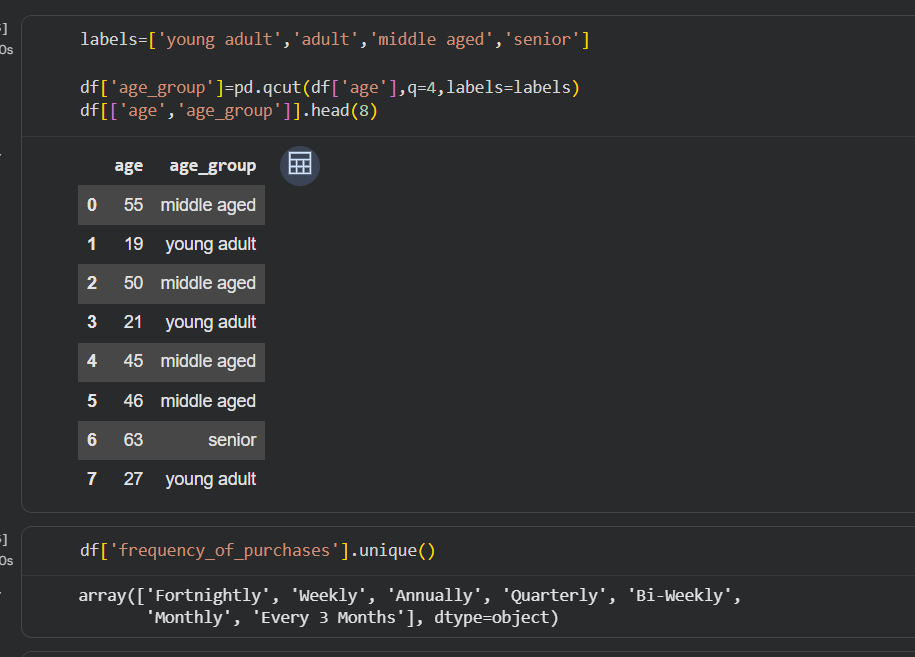 ]
0s
labels=['young adult','adult','middle aged','senior']
df['age_group']=pd.qcut(df['age'],q=4,labels=labels)
df[['age','age_group']].head(8)
age age_group
0 55 middle aged
1 19 young adult
2 50 middle aged
3 21 young adult
4 45 middle aged
5 46 middle aged
6 63 senior
7 27 young adult
]
0s
df['frequency_of_purchases'].unique()
array(['Fortnightly', 'Weekly', 'Annually', 'Quarterly', 'Bi-Weekly',
'Monthly', 'Every 3 Months'], dtype=object)